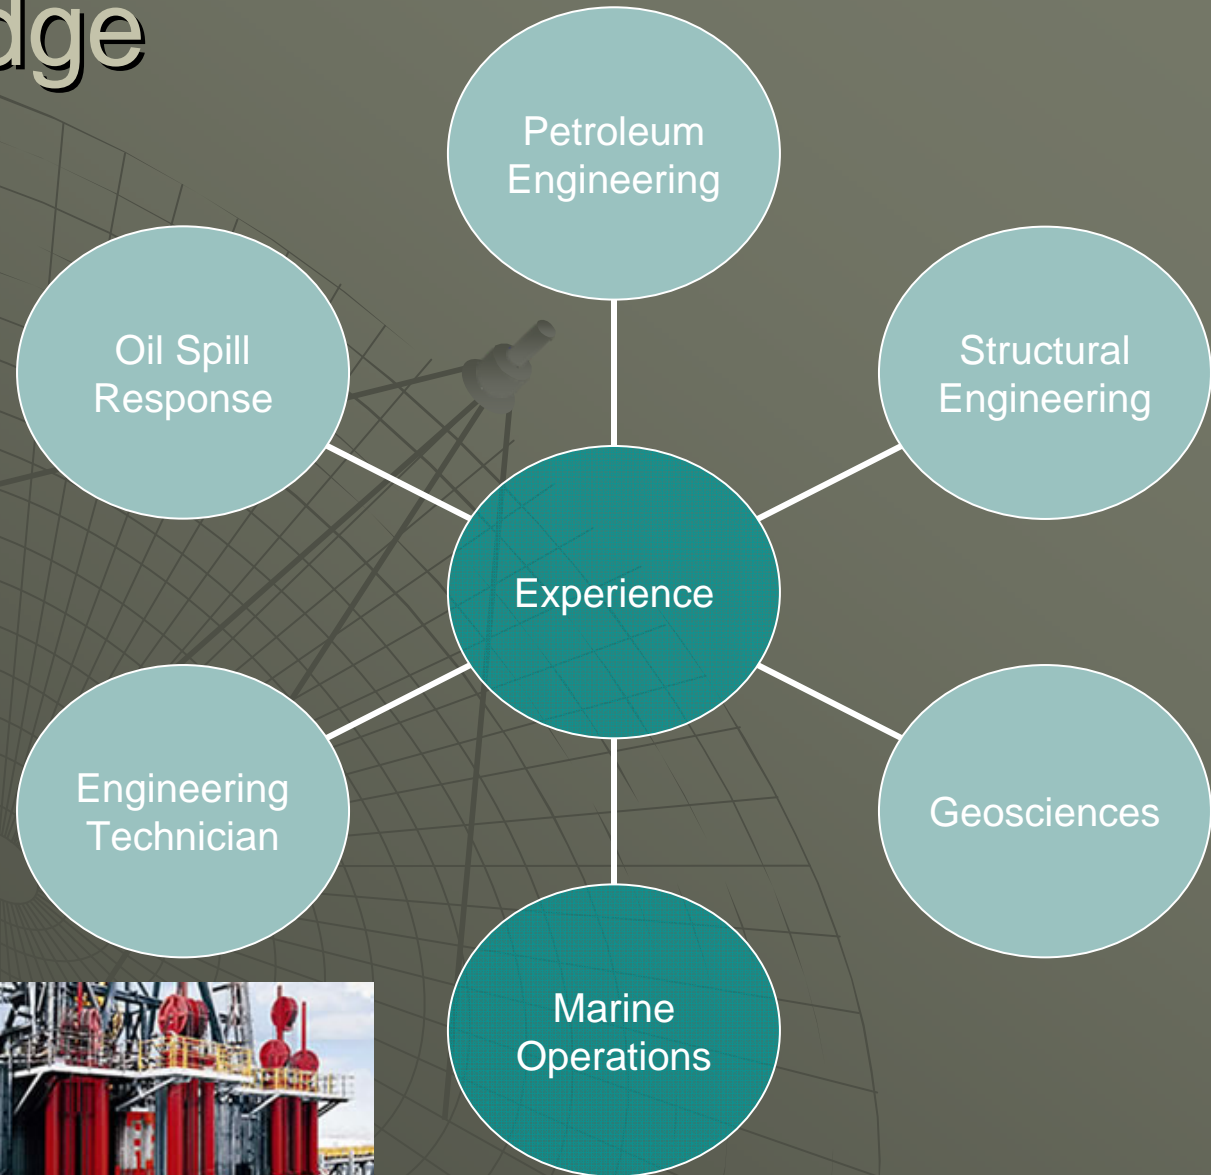 dge
Petroleum
Engineering
Oil Spill
Response
Structural
Engineering
Experience
Engineering
Technician
Geosciences
Marine
Operations